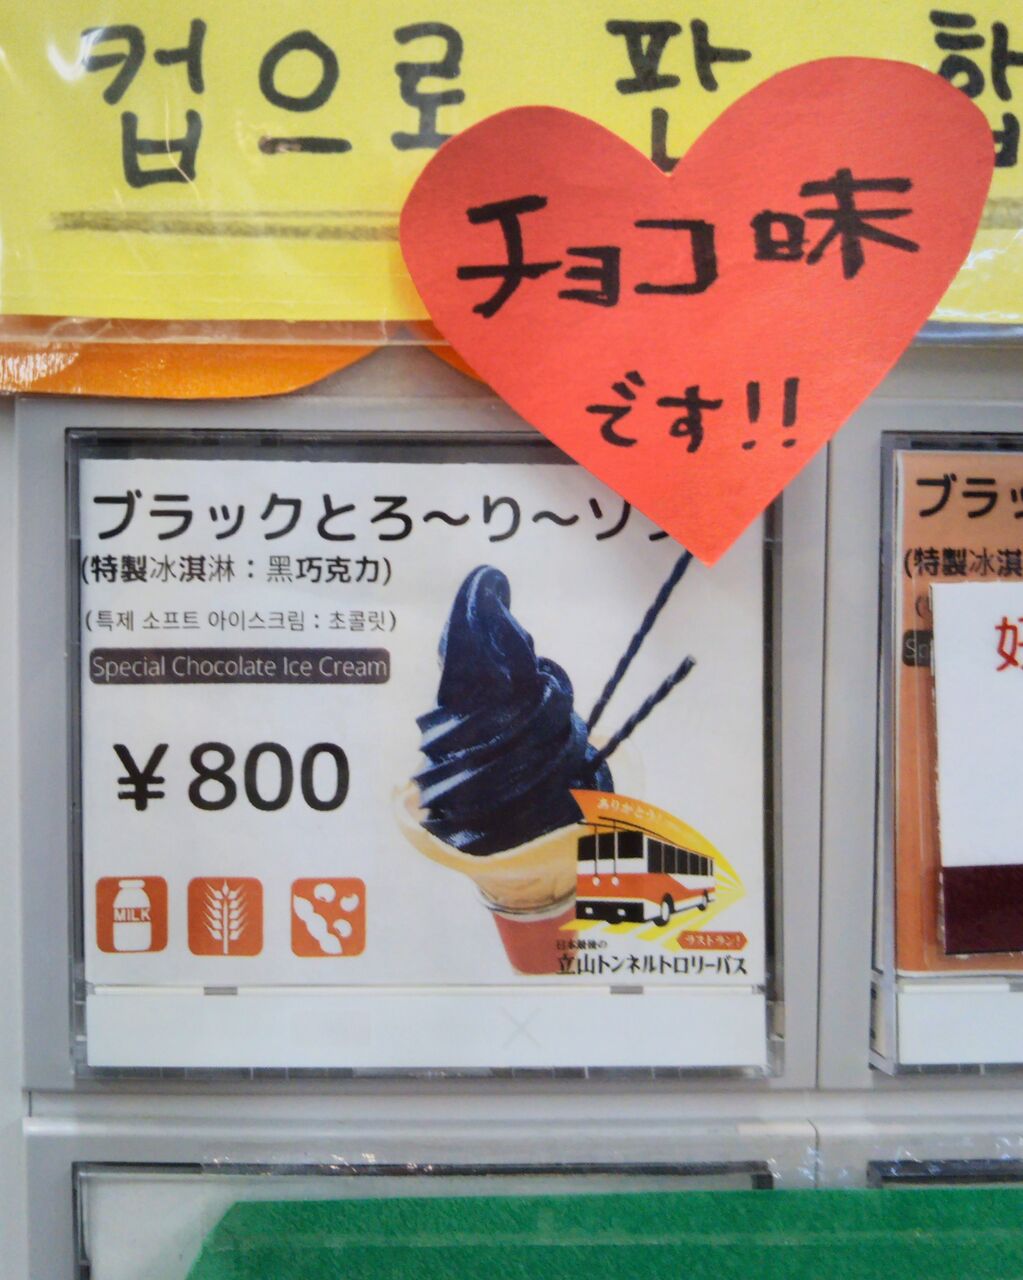 컵으로 판
チョコ味
です!!
ブラックとろ〜り〜ソ
(特製冰淇淋：黑巧克力)
(특제 소프트 아이스크림 : 초콜릿)
Special Chocolate Ice Cream
¥800
MILK
ありがとう!
ラストラン!
日本最後の
立山トンネルトロリーバス
ブラッ
(特製冰淇
好